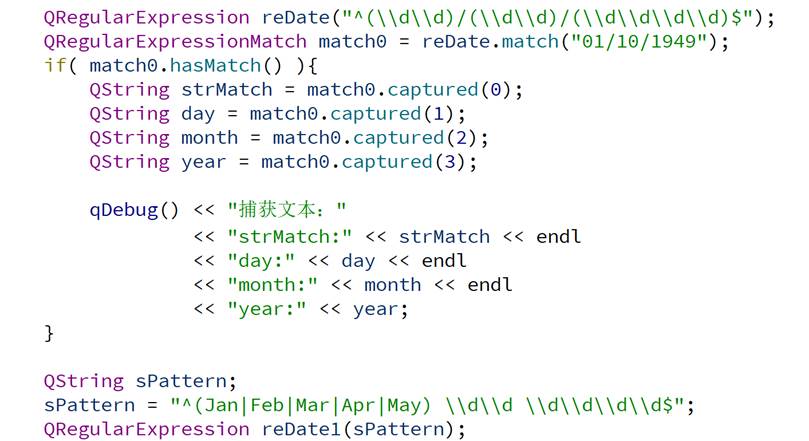 QRegularExpression reDate("^(\\d\\d)/(\\d\\d)/(\\d\\d\\d\\d)$");
QRegularExpressionMatch match0 = reDate.match("01/10/1949");
if( match0.hasMatch() ){
    QString strMatch = match0.captured(0);
    QString day = match0.captured(1);
    QString month = match0.captured(2);
    QString year = match0.captured(3);

    qDebug() << "捕获文本："
             << "strMatch:" << strMatch << endl
             << "day:" << day << endl
             << "month:" << month << endl
             << "year:" << year;
}

QString sPattern;
sPattern = "^(Jan|Feb|Mar|Apr|May) \\d\\d \\d\\d\\d\\d$";
QRegularExpression reDate1(sPattern);